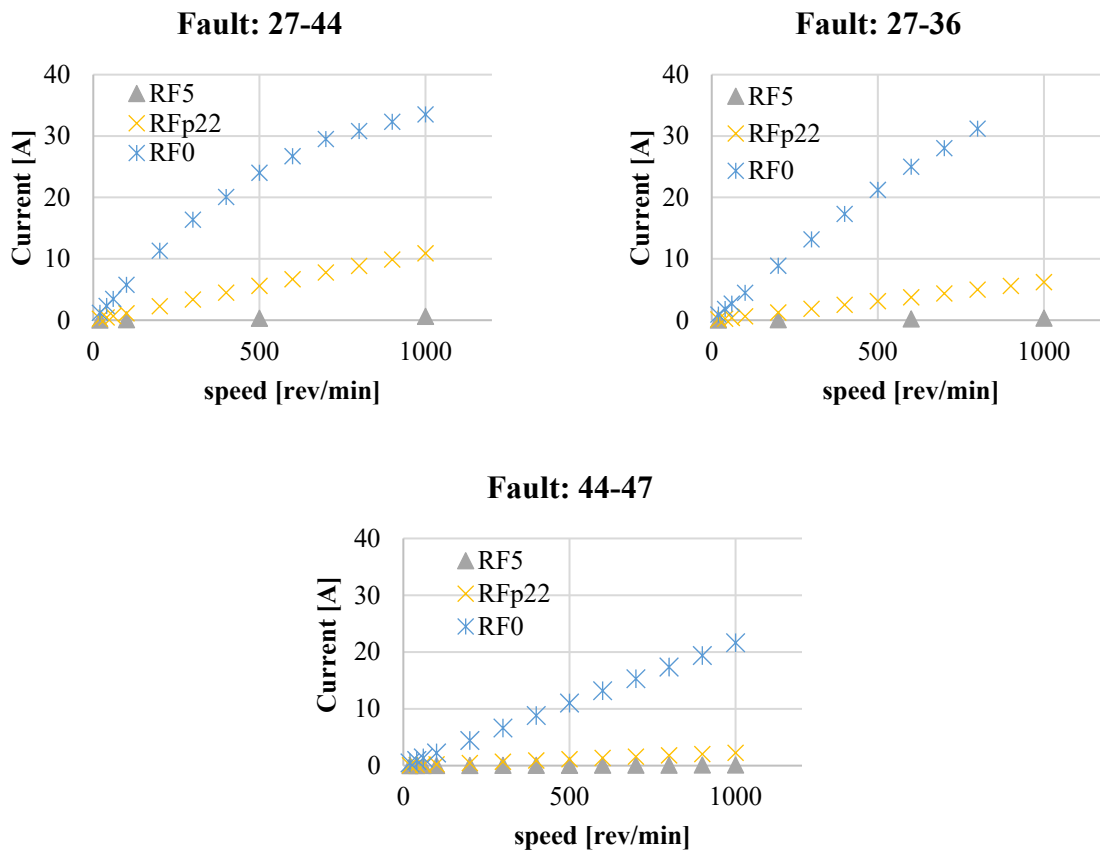 Fault: 27-44
40
30
20
10
0
Current [A]
RF5
RFp22
RF0
0 500 1000
speed [rev/min]
Fault: 27-36
40
30
20
10
0
Current [A]
RF5
RFp22
RF0
0 500 1000
speed [rev/min]
Fault: 44-47
40
30
20
10
0
Current [A]
RF5
RFp22
RF0
0 500 1000
speed [rev/min]